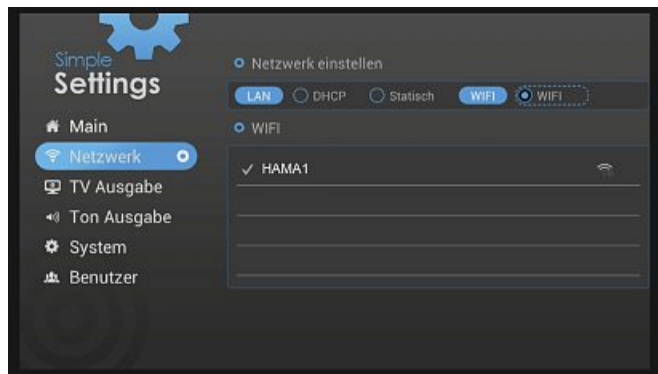 Simple
Settings
Main
Netzwerk
TV Ausgabe
Ton Ausgabe
System
Benutzer
Netzwerk einstellen
LAN DHCP Statisch WIFI WIFI
WIFI
HAMA1